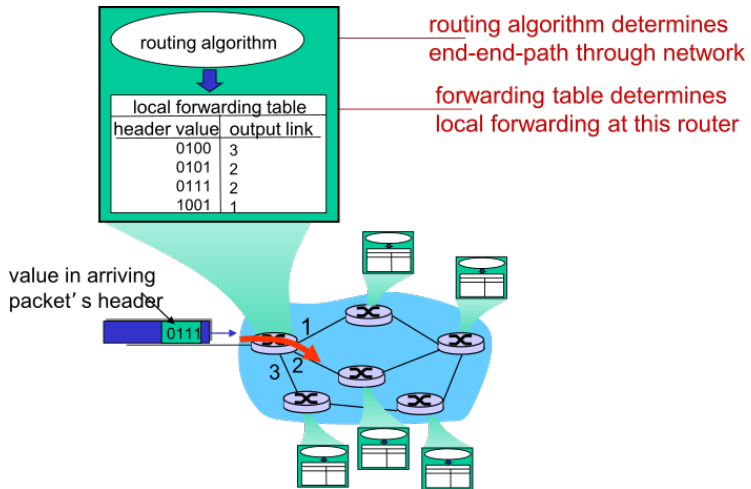 routing algorithm
routing algorithm determines
end-end-path through network
forwarding table determines
local forwarding at this router
local forwarding table
header value output link
0100 3
0101 2
0111 2
1001 1
value in arriving
packet’s header
0111
1
2
3